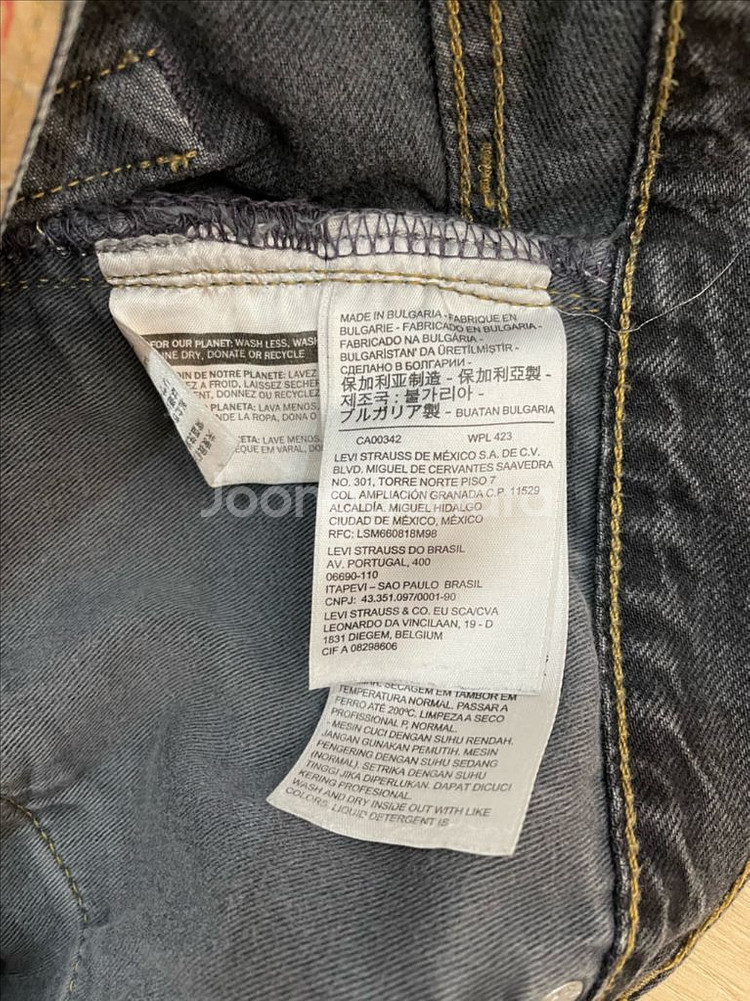 FOR OUR PLANET: WASH LESS, WASH
LINE DRY, DONATE OR RECYCLE
IN DE NOTRE PLANETE: LAVEZ
EZ A FROID, LAISSEZ SECHER
ENT, DONNEZ OU RECYCLEZ
PLANETA: LAVA MENOS,
NDE LA ROPA, DONA O
ETA: LAVE MENOS,
EQUE EM VARAL, DO
MADE IN BULGARIA - FABRIQUE EN
BULGARIE - FABRICADO EN BULGARIA -
FABRICADO NA BULGÁRIA -
BULGARİSTAN' DA ÜRETİLMİŞTİR -
СДЕЛАНО В БОЛГАРИИ -
保加利亚制造 - 保加利亞製 -
제조국 : 불가리아 -
ブルガリア製 - BUATAN BULGARIA
CA00342 WPL 423
LEVI STRAUSS DE MÉXICO S.A. DE C.V.
BLVD. MIGUEL DE CERVANTES SAAVEDRA
NO. 301, TORRE NORTE PISO 7
COL. AMPLIACIÓN GRANADA C.P. 11529
ALCALDÍA. MIGUEL HIDALGO
CIUDAD DE MÉXICO, MÉXICO
RFC: LSM660818M98
LEVI STRAUSS DO BRASIL
AV. PORTUGAL, 400
06690-110
ITAPEVI – SAO PAULO BRASIL
CNPJ: 43.351.097/0001-90
LEVI STRAUSS & CO. EU SCA/CVA
LEONARDO DA VINCILAAN, 19 - D
1831 DIEGEM, BELGIUM
CIF A 08298606
SECAGEM EM TAMBOR EM
TEMPERATURA NORMAL. PASSAR A
FERRO ATÉ 200°C. LIMPEZA A SECO
PROFISSIONAL P, NORMAL.
- MESIN CUCI DENGAN SUHU RENDAH.
JANGAN GUNAKAN PEMUTIH. MESIN
PENGERING DENGAN SUHU SEDANG
(NORMAL). SETRIKA DENGAN SUHU
TINGGI JIKA DIPERLUKAN. DAPAT DICUCI
KERING PROFESIONAL.
WASH AND DRY INSIDE OUT WITH LIKE
COLORS. LIQUID DETERGENT IS